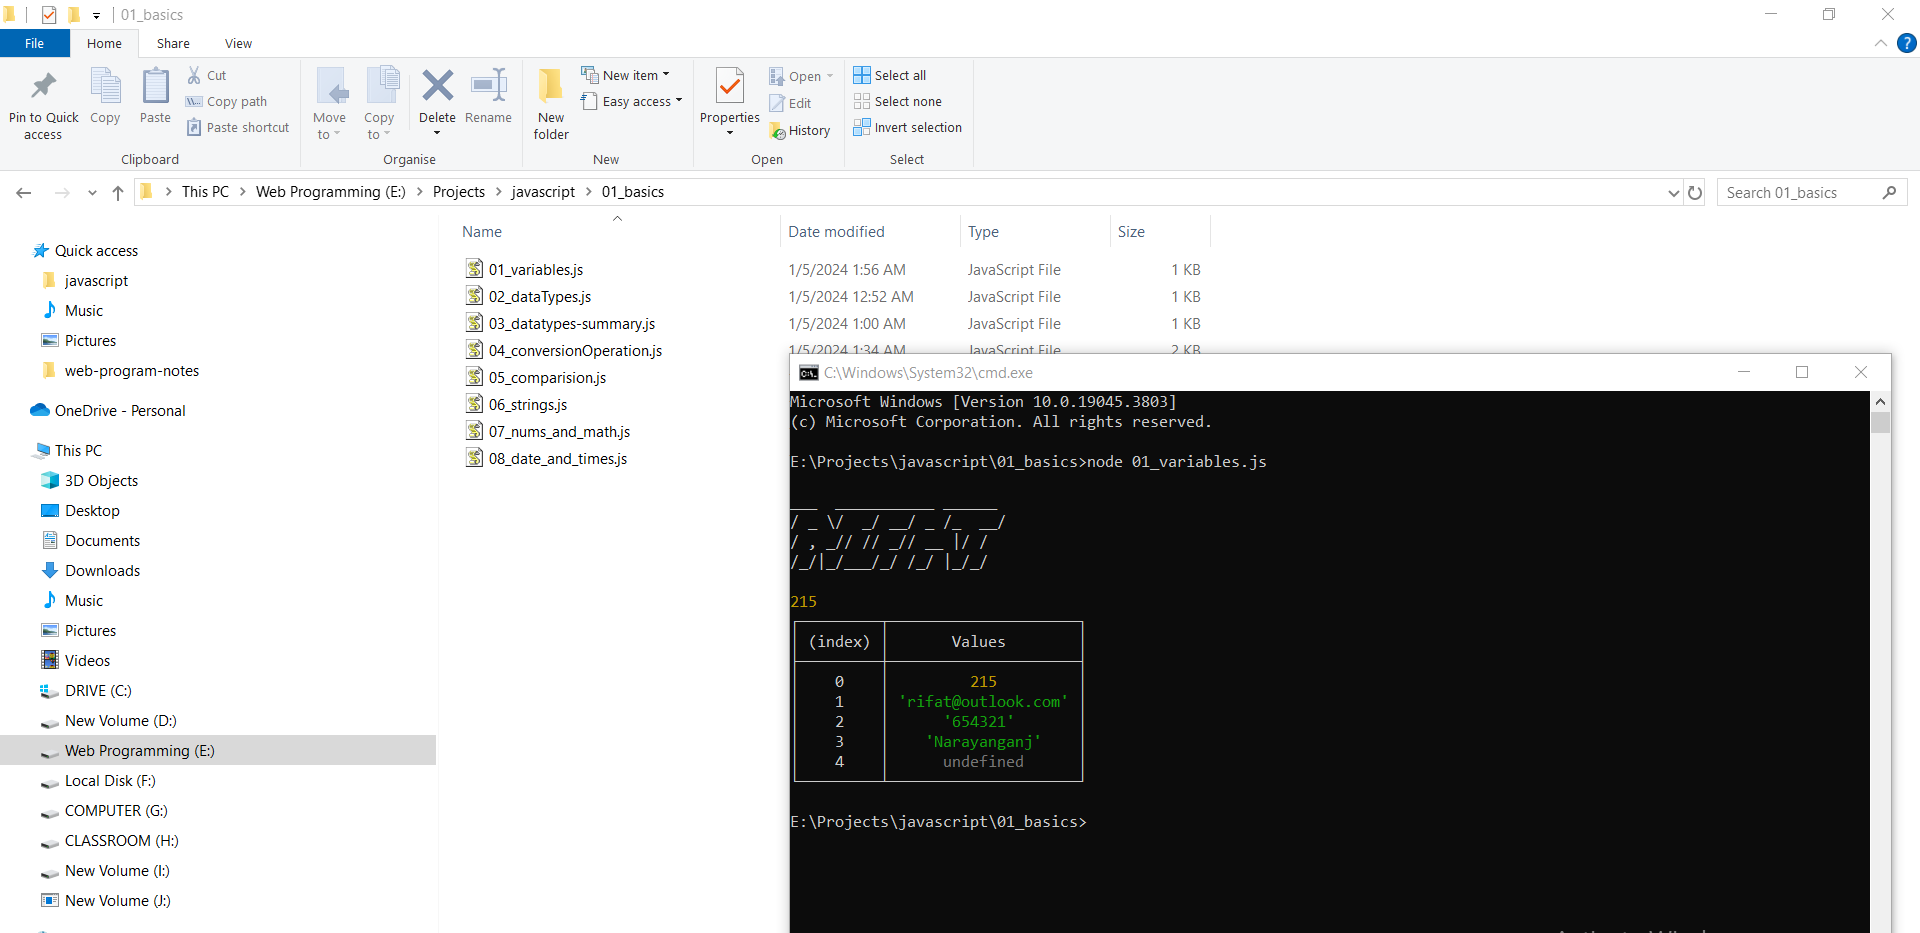 01_basics
File Home Share View
Pin to Quick access
Copy
Paste
Cut
Copy path
Paste shortcut
Clipboard
Move to
Copy to
Delete
Rename
Organise
New folder
New item
Easy access
New
Properties
Open
Edit
History
Open
Select all
Select none
Invert selection
Select
This PC > Web Programming (E:) > Projects > javascript > 01_basics
Search 01_basics
Name Date modified Type Size
01_variables.js 1/5/2024 1:56 AM JavaScript File 1 KB
02_dataTypes.js 1/5/2024 12:52 AM JavaScript File 1 KB
03_datatypes-summary.js 1/5/2024 1:00 AM JavaScript File 1 KB
04_conversionOperation.js 1/5/2024 1:34 AM JavaScript File 2 KB
05_comparision.js
06_strings.js
07_nums_and_math.js
08_date_and_times.js
Quick access
javascript
Music
Pictures
web-program-notes
OneDrive - Personal
This PC
3D Objects
Desktop
Documents
Downloads
Music
Pictures
Videos
DRIVE (C:)
New Volume (D:)
Web Programming (E:)
Local Disk (F:)
COMPUTER (G:)
CLASSROOM (H:)
New Volume (I:)
New Volume (J:)
C:\Windows\System32\cmd.exe
Microsoft Windows [Version 10.0.19045.3803]
(c) Microsoft Corporation. All rights reserved.
E:\Projects\javascript\01_basics>node 01_variables.js
RIFAT
215
(index) Values
0 215
1 'rifat@outlook.com'
2 '654321'
3 'Narayanganj'
4 undefined
E:\Projects\javascript\01_basics>